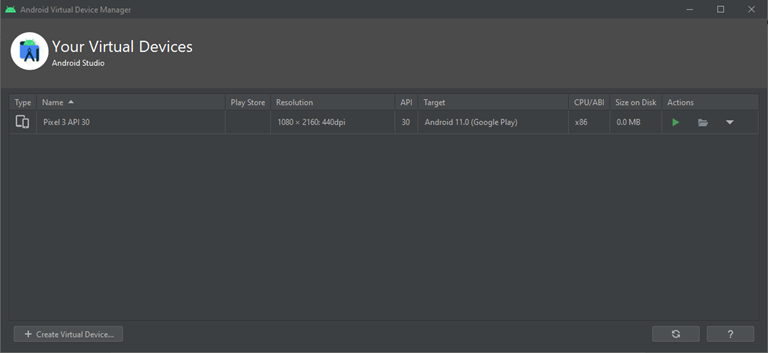 Android Virtual Device Manager
Your Virtual Devices
Android Studio
Type Name Play Store Resolution API Target CPU/ABI Size on Disk Actions
Pixel 3 API 30 1080 × 2160: 440dpi 30 Android 11.0 (Google Play) x86 0.0 MB
+ Create Virtual Device... ?